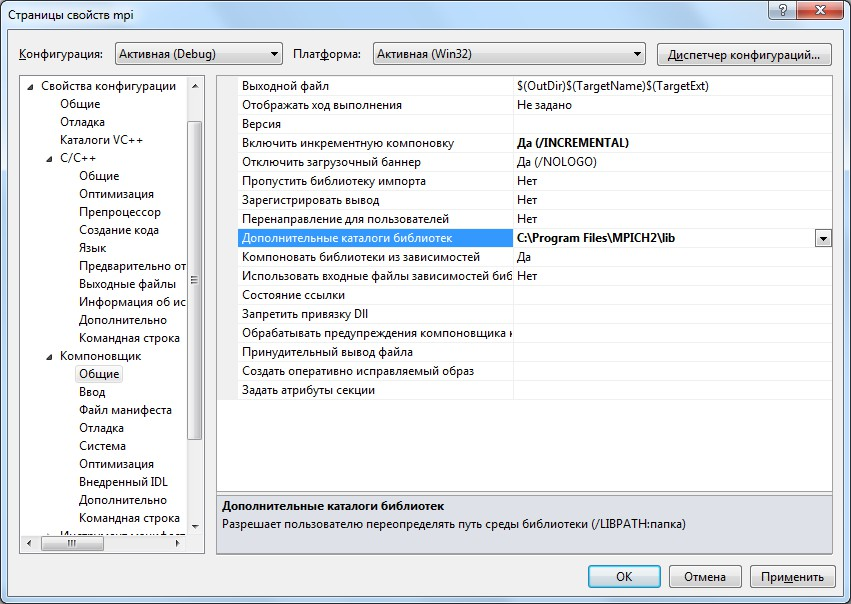 Страницы свойств mpi
Конфигурация: Активная (Debug) Платформа: Активная (Win32) Диспетчер конфигураций...
Свойства конфигурации
Общие
Отладка
Каталоги VC++
C/C++
Общие
Оптимизация
Препроцессор
Создание кода
Язык
Предварительно от
Выходные файлы
Информация об ис
Дополнительно
Командная строка
Компоновщик
Общие
Ввод
Файл манифеста
Отладка
Система
Оптимизация
Внедренный IDL
Дополнительно
Командная строка
Выходной файл $(OutDir)$(TargetName)$(TargetExt)
Отображать ход выполнения Не задано
Версия
Включить инкрементную компоновку Да (/INCREMENTAL)
Отключить загрузочный баннер Да (/NOLOGO)
Пропустить библиотеку импорта Нет
Зарегистрировать вывод Нет
Перенаправление для пользователей Нет
Дополнительные каталоги библиотек C:\Program Files\MPICH2\lib
Компоновать библиотеки из зависимостей Да
Использовать входные файлы зависимостей биб Нет
Состояние ссылки
Запретить привязку Dll
Обрабатывать предупреждения компоновщика к
Принудительный вывод файла
Создать оперативно исправляемый образ
Задать атрибуты секции
Дополнительные каталоги библиотек
Разрешает пользователю переопределять путь среды библиотеки (/LIBPATH:папка)
ОК Отмена Применить